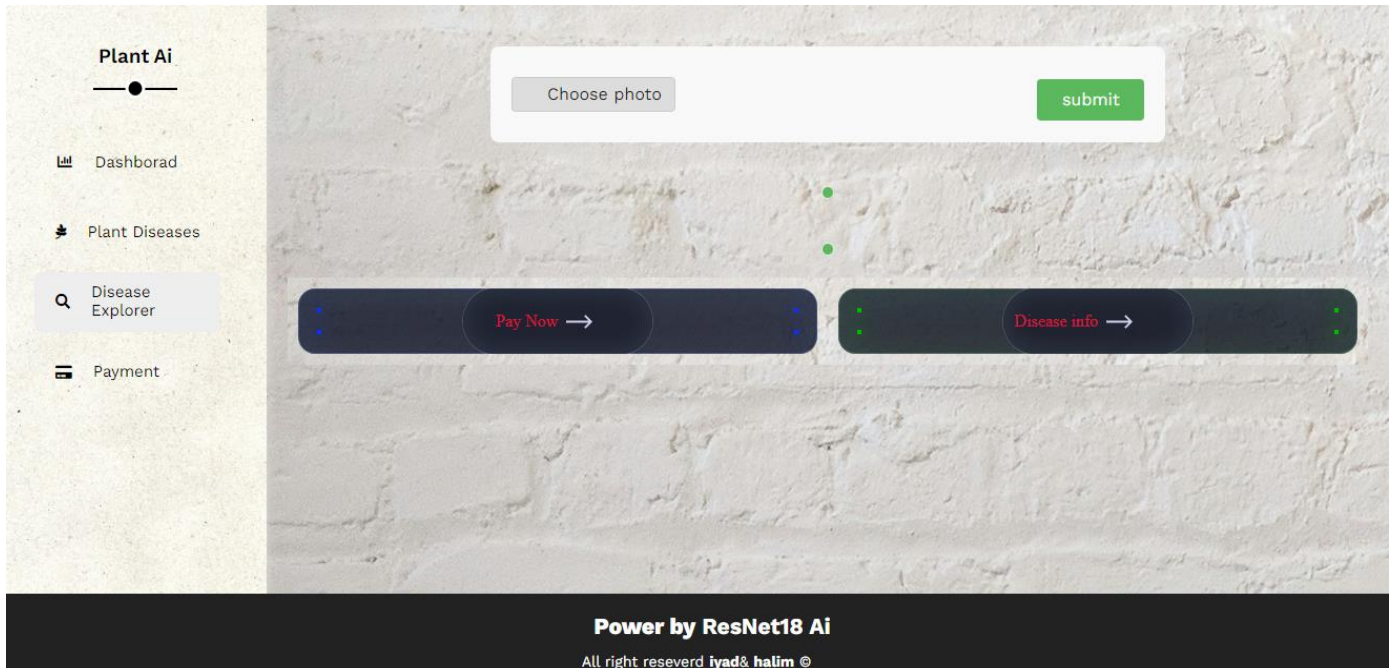 Plant Ai
Dashborad
Plant Diseases
Disease
Explorer
Payment
Choose photo
submit
Pay Now
Disease info
Power by ResNet18 Ai
All right reseverd iyad& halim ©